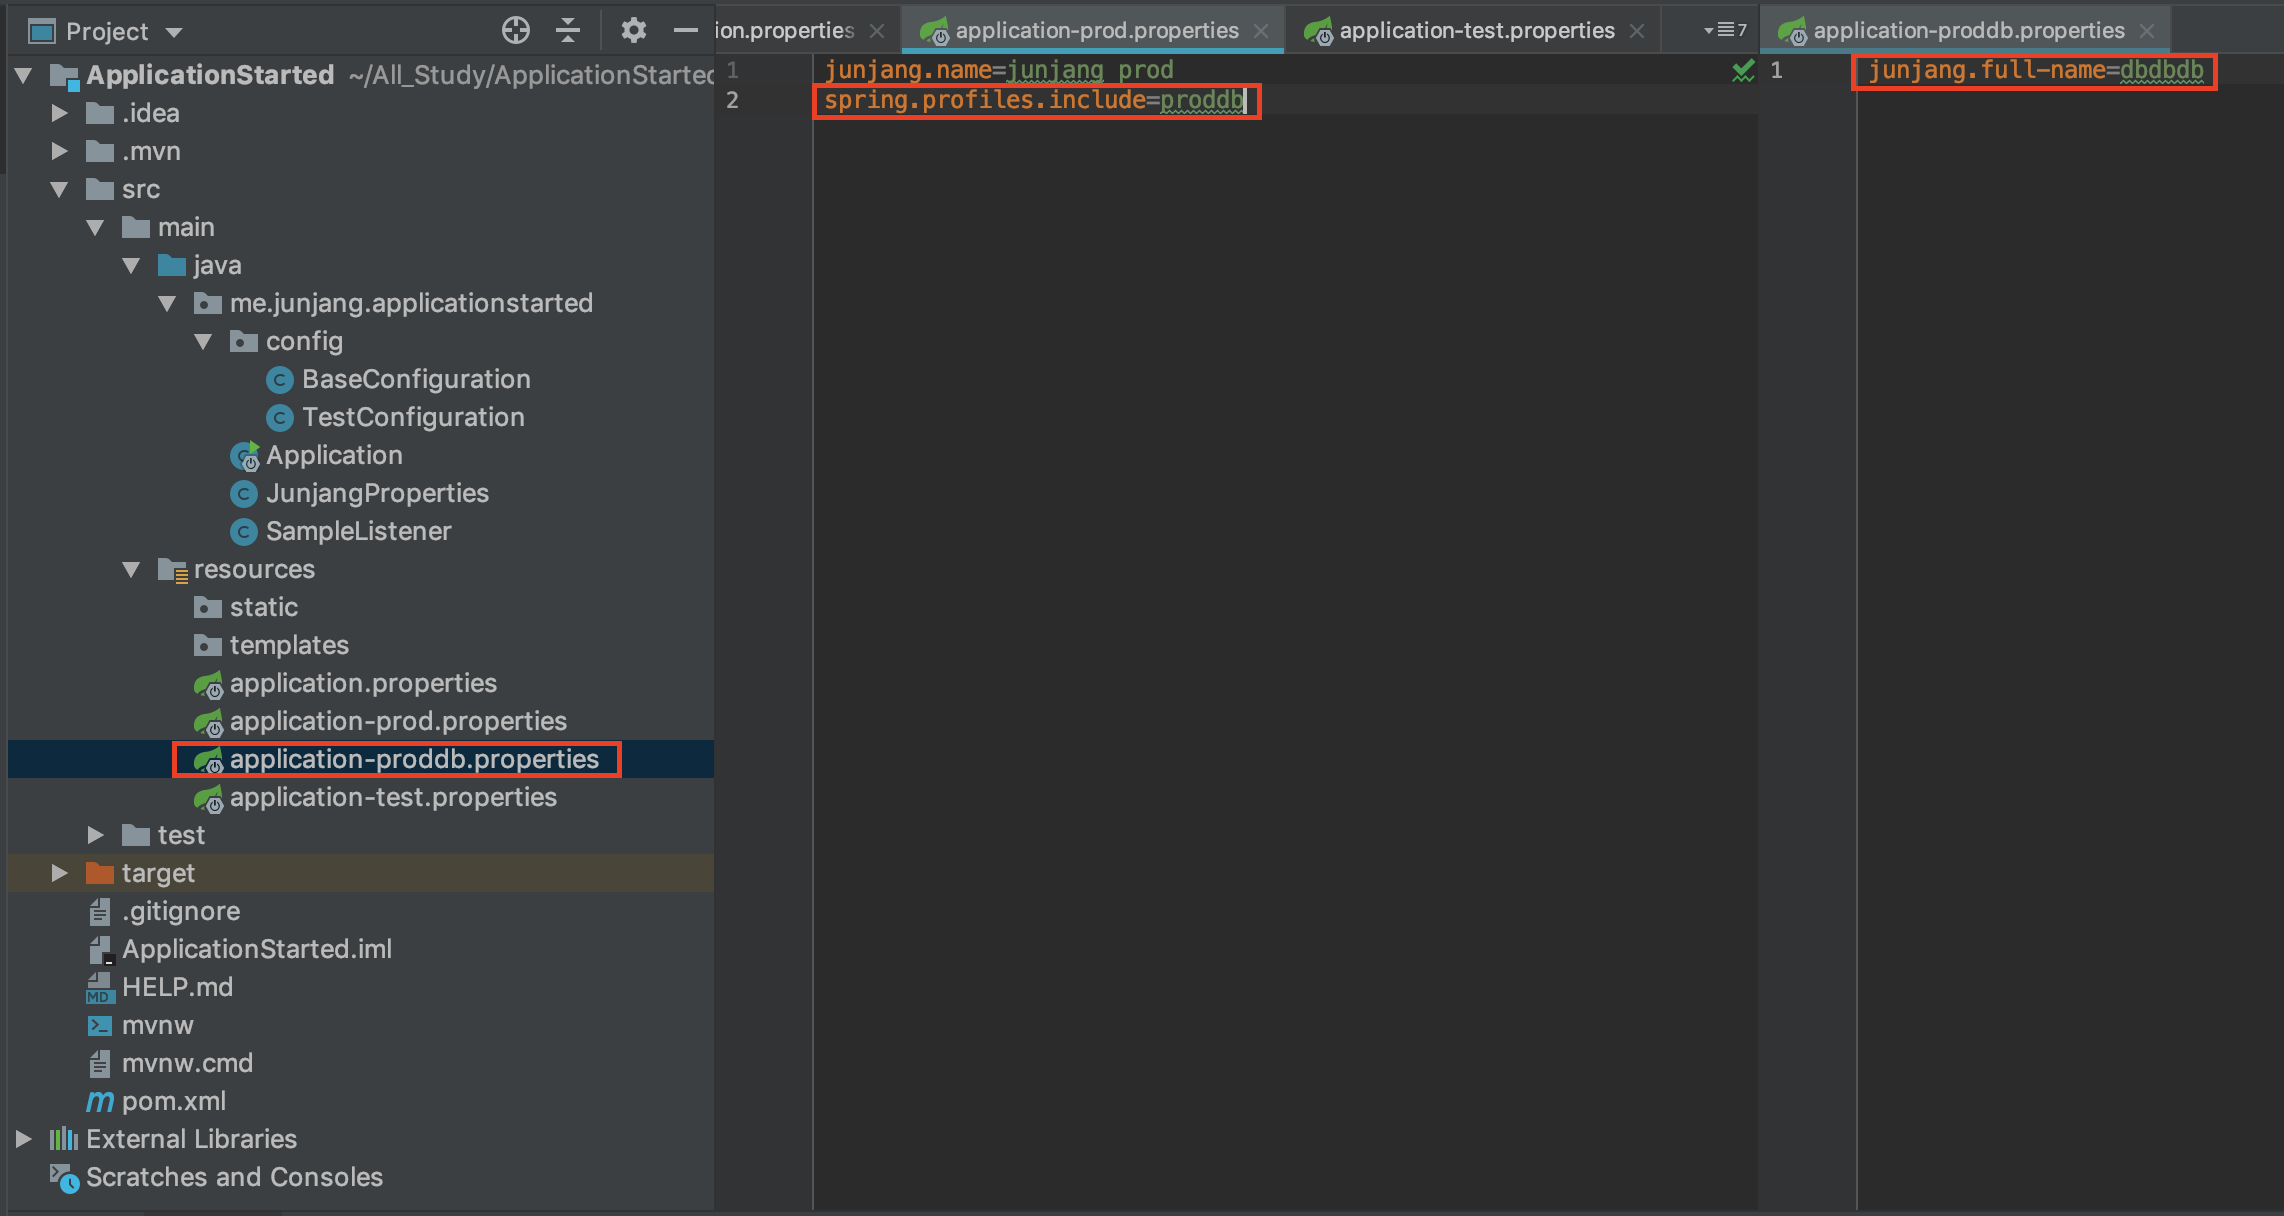 Project
ApplicationStarted ~/All_Study/ApplicationStarted
.idea
.mvn
src
main
java
me.junjang.applicationstarted
config
BaseConfiguration
TestConfiguration
Application
JunjangProperties
SampleListener
resources
static
templates
application.properties
application-prod.properties
application-proddb.properties
application-test.properties
test
target
.gitignore
ApplicationStarted.iml
HELP.md
mvnw
mvnw.cmd
pom.xml
External Libraries
Scratches and Consoles
ion.properties
application-prod.properties
application-test.properties
7
1 junjang.name=junjang prod
2 spring.profiles.include=proddb
application-proddb.properties
1 junjang.full-name=dbdbdb